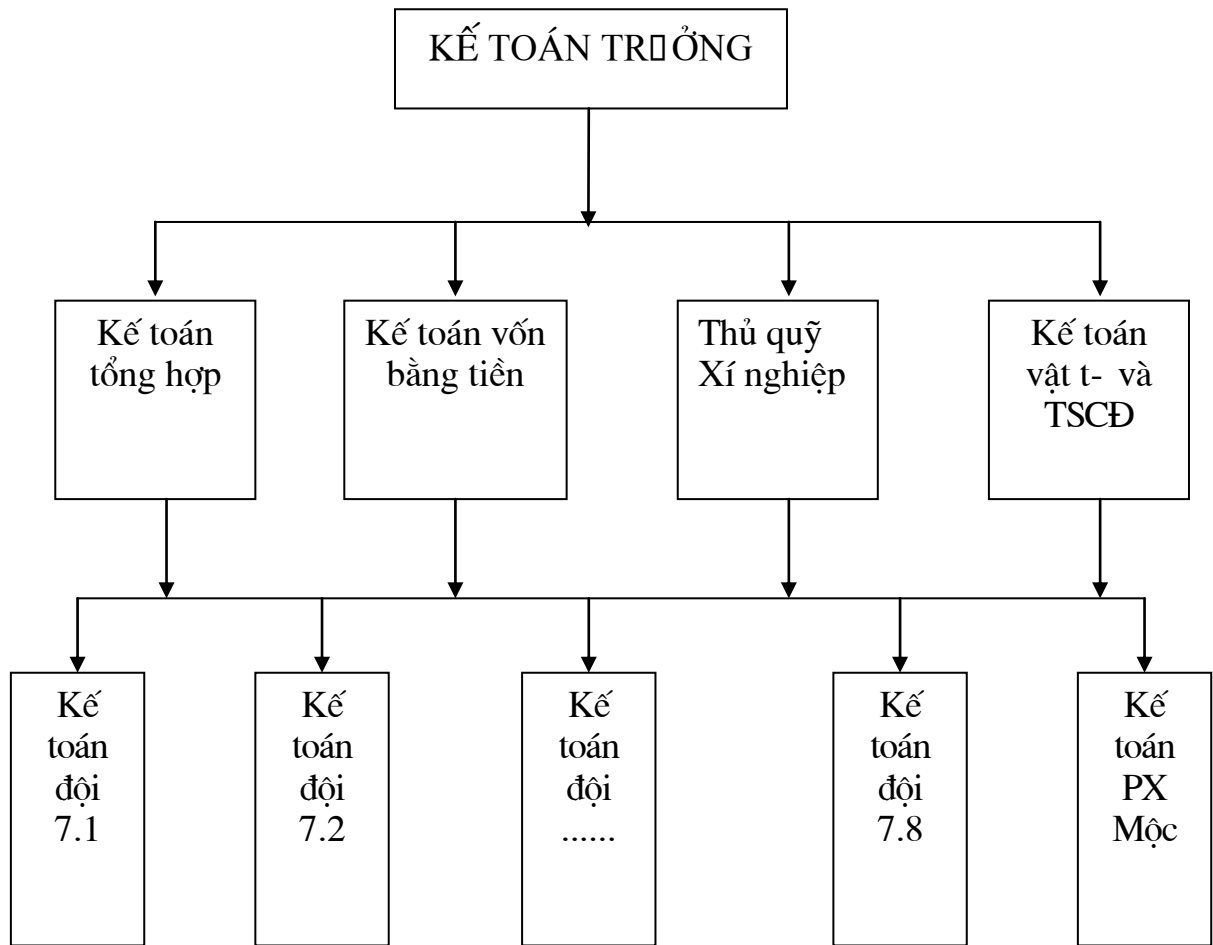 KẾ TOÁN TR▯ỞNG
Kế toán
tổng hợp
Kế toán vốn
bằng tiền
Thủ quỹ
Xí nghiệp
Kế toán
vật t- và
TSCĐ
Kế
toán
đội
7.1
Kế
toán
đội
7.2
Kế
toán
đội
......
Kế
toán
đội
7.8
Kế
toán
PX
Mộc